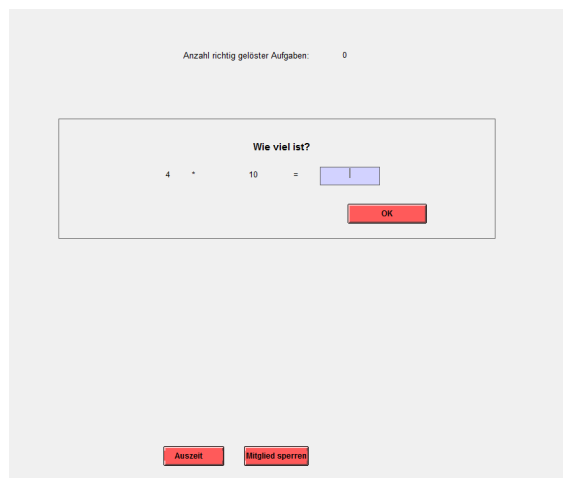 Anzahl richtig gelöster Aufgaben: 0
Wie viel ist?
4 * 10 =
OK
Auszeit Mitglied sperren